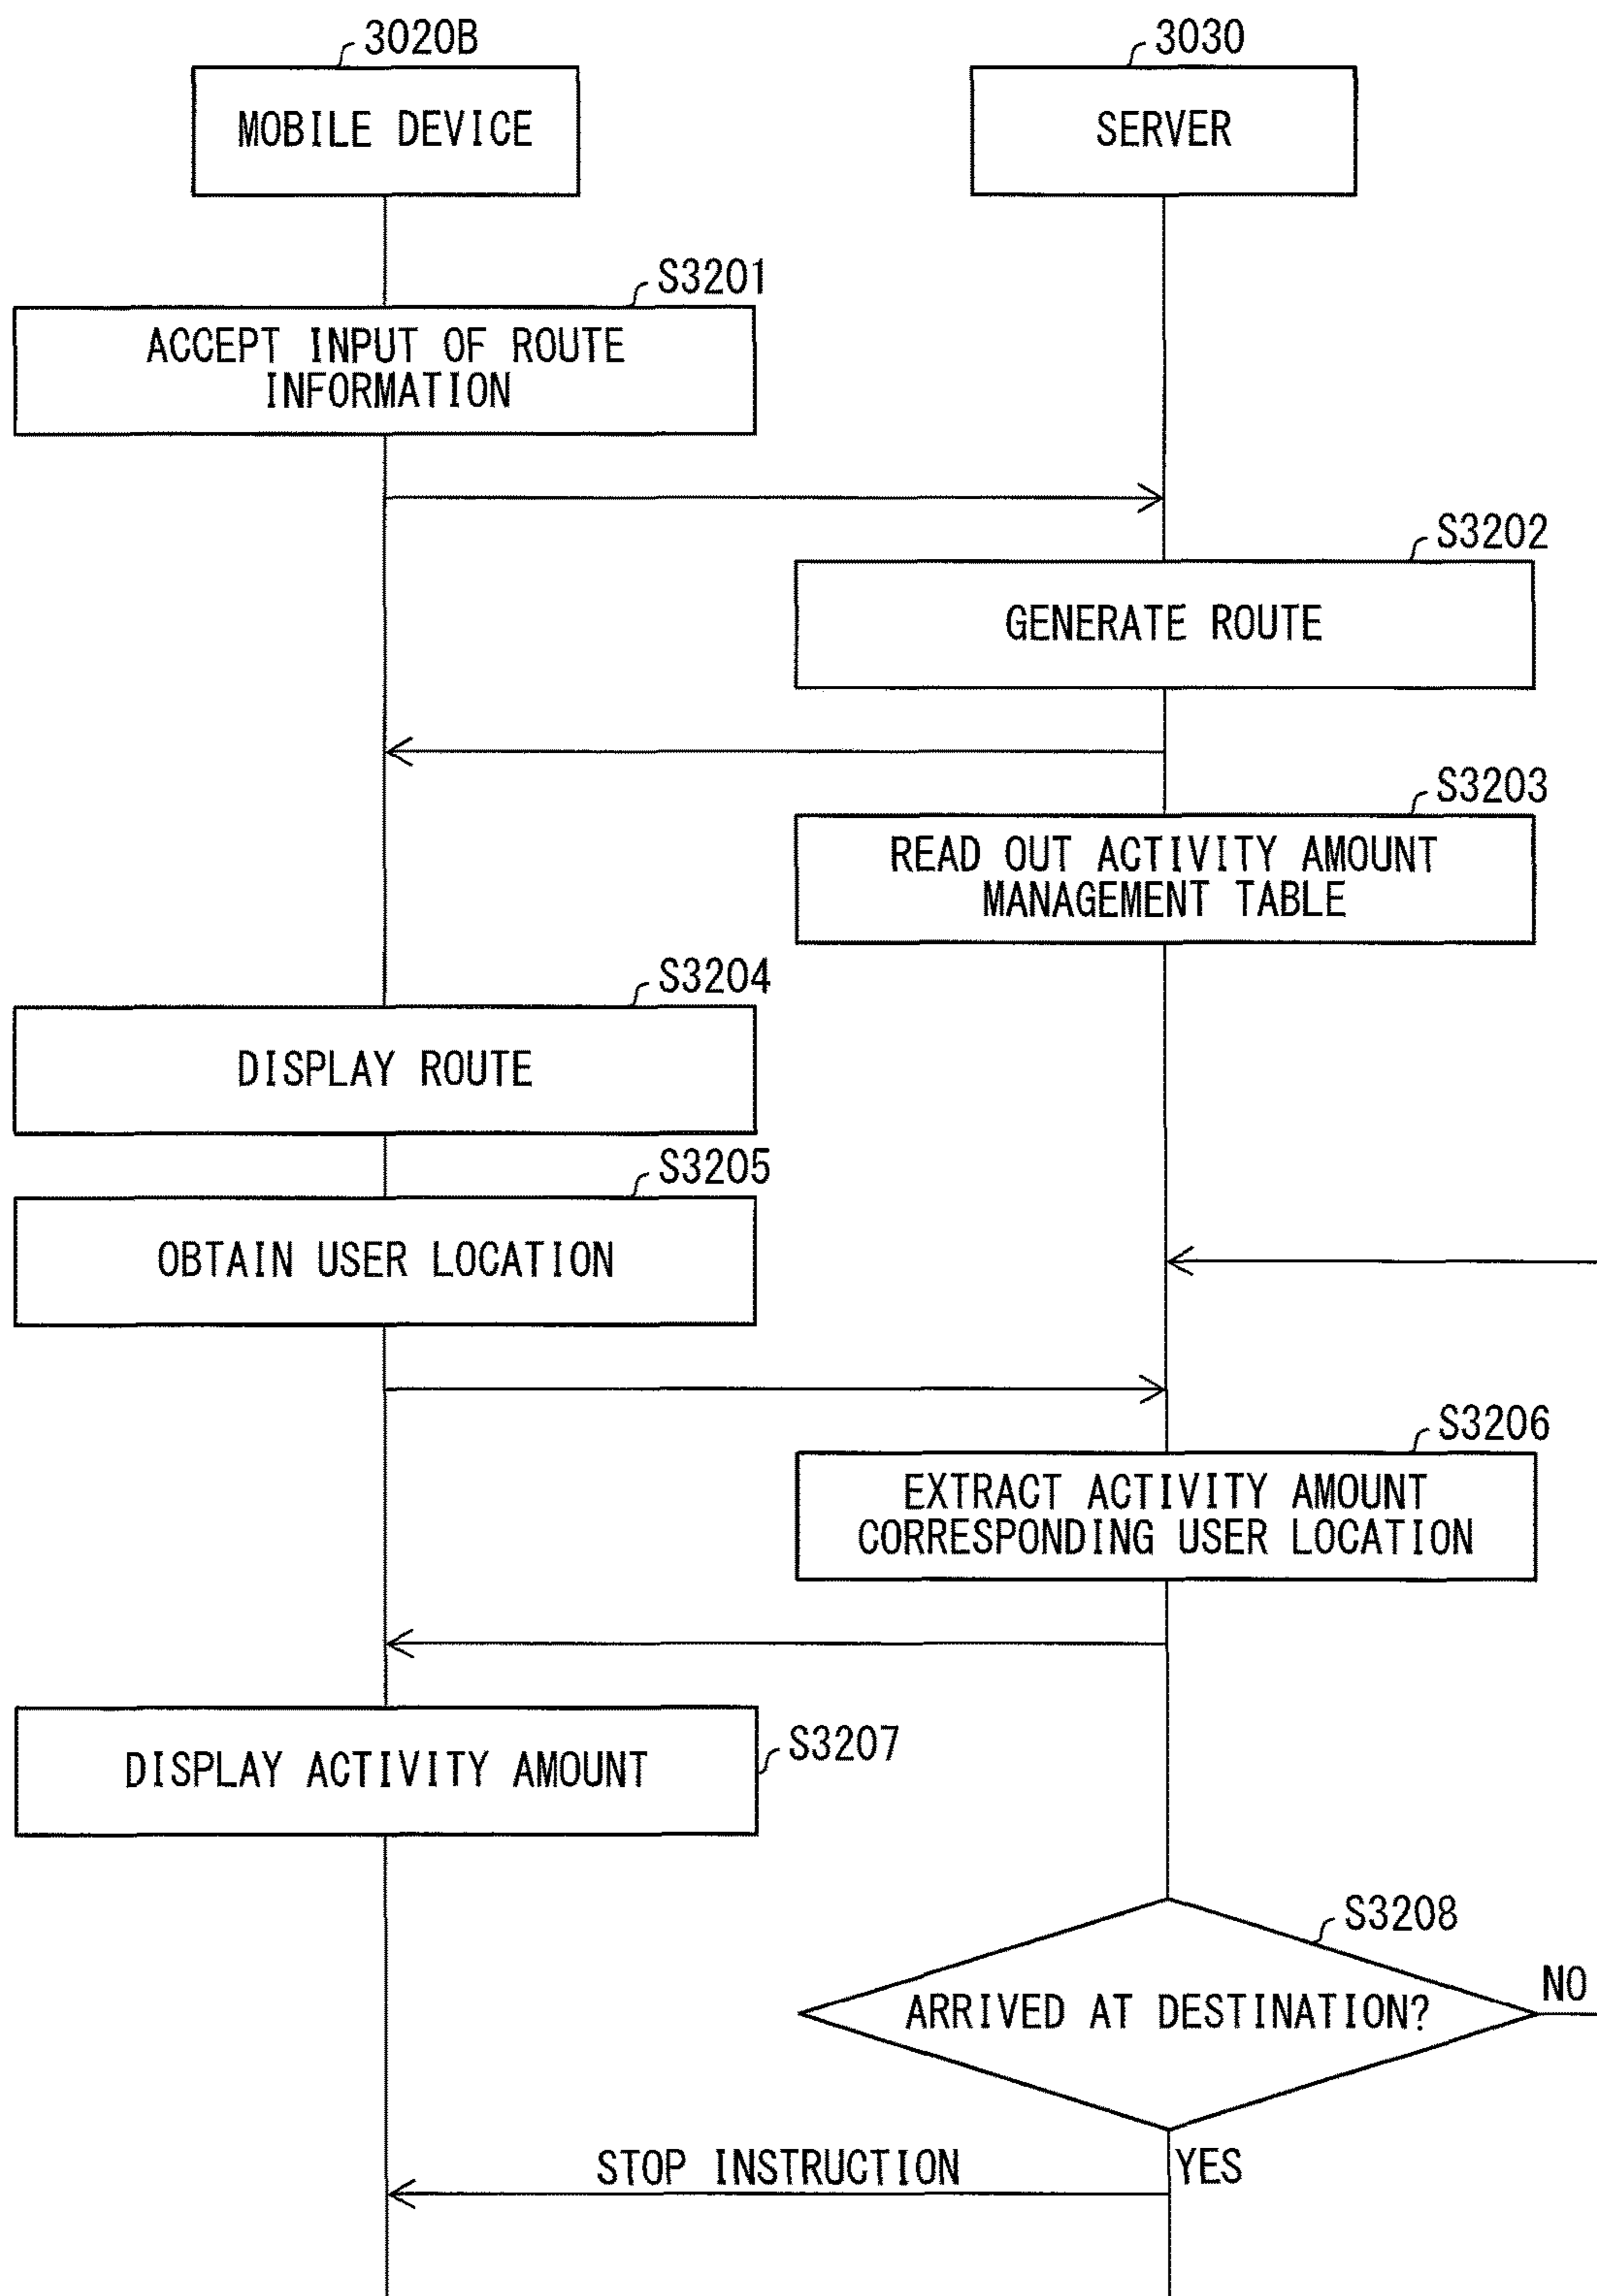 3020B
3030
MOBILE DEVICE
SERVER
S3201
ACCEPT INPUT OF ROUTE
INFORMATION
S3202
GENERATE ROUTE
S3203
READ OUT ACTIVITY AMOUNT
MANAGEMENT TABLE
S3204
DISPLAY ROUTE
S3205
OBTAIN USER LOCATION
S3206
EXTRACT ACTIVITY AMOUNT
CORRESPONDING USER LOCATION
DISPLAY ACTIVITY AMOUNT
S3207
S3208
ARRIVED AT DESTINATION?
NO
STOP INSTRUCTION
YES